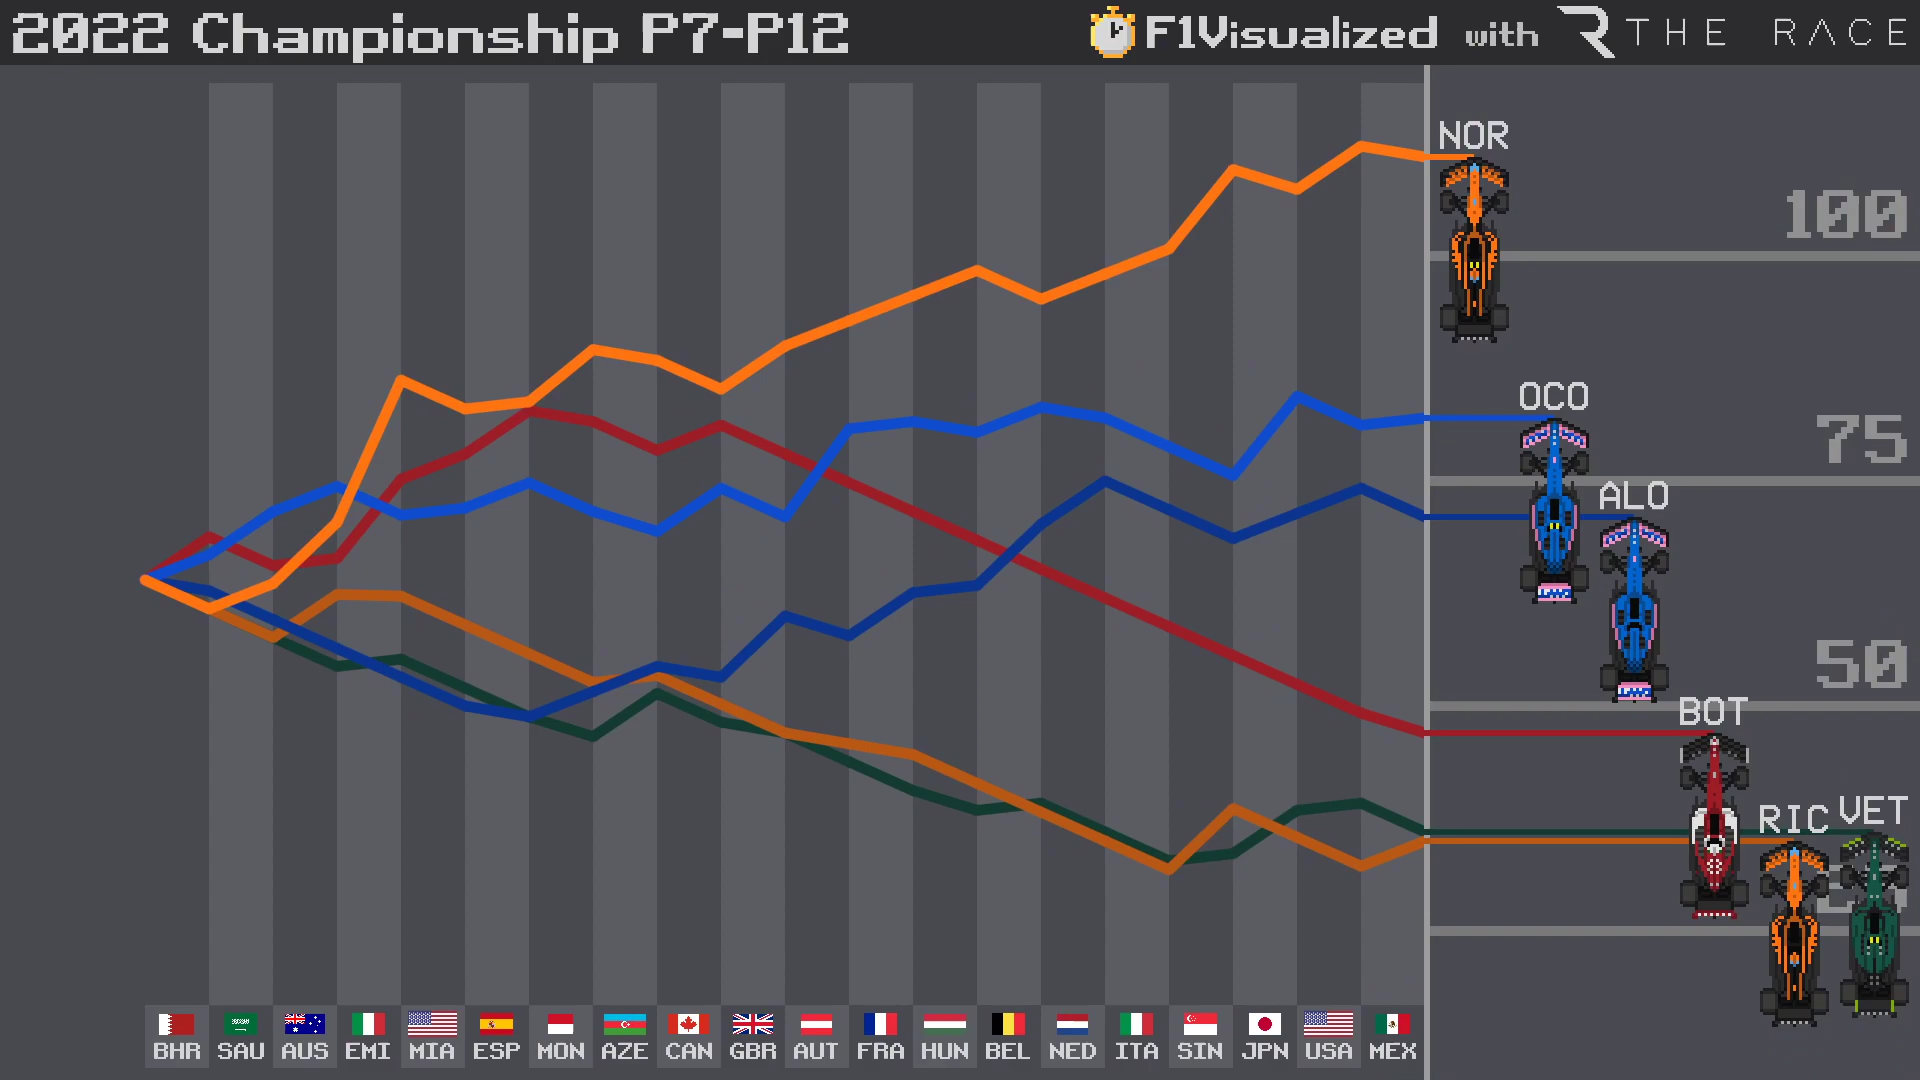 2022 Championship P7-P12
F1Visualized with THE RACE
NOR
100
OCO
75
ALO
50
BOT
RIC VET
BHR SAU AUS EMI MIA ESP MON AZE CAN GBR AUT FRA HUN BEL NED ITA SIN JPN USA MEX